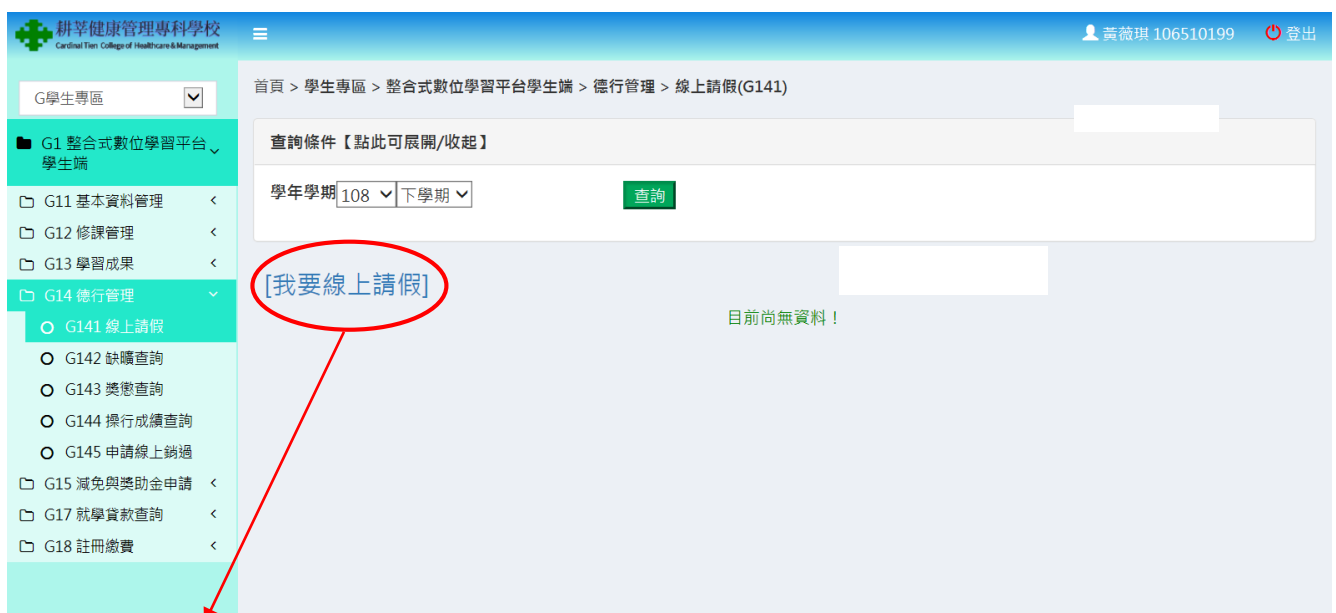 耕莘健康管理專科學校
Cardinal Tien College of Healthcare & Management
黃薇琪 106510199
登出
G學生專區
首頁 > 學生專區 > 整合式數位學習平台學生端 > 德行管理 > 線上請假(G141)
G1 整合式數位學習平台
學生端
查詢條件【點此可展開/收起】
學年學期 108 下學期
查詢
G11 基本資料管理
G12 修課管理
G13 學習成果
G14 德行管理
G141 線上請假
G142 缺曠查詢
G143 獎懲查詢
G144 操行成績查詢
G145 申請線上銷過
G15 減免與獎助金申請
G17 就學貸款查詢
G18 註冊繳費
[我要線上請假]
目前尚無資料！